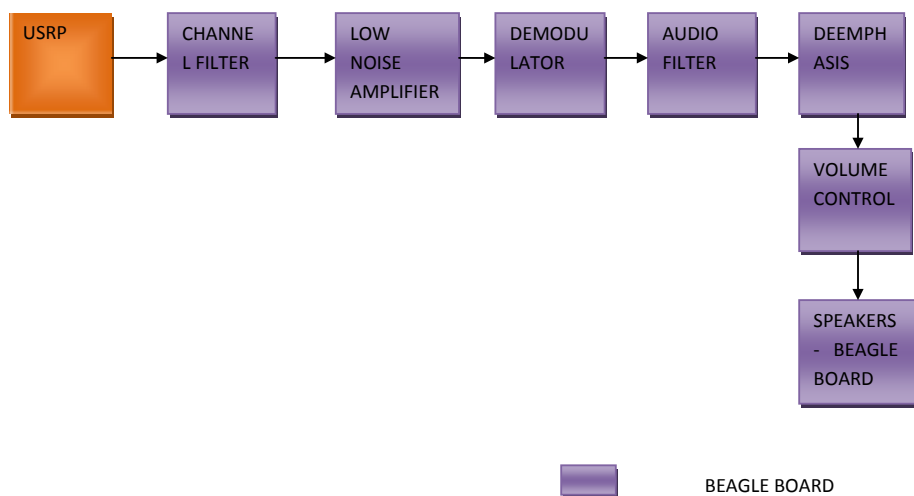 USRP
CHANNE
L FILTER
LOW
NOISE
AMPLIFIER
DEMODU
LATOR
AUDIO
FILTER
DEEMPH
ASIS
VOLUME
CONTROL
SPEAKERS
- BEAGLE
BOARD
BEAGLE BOARD